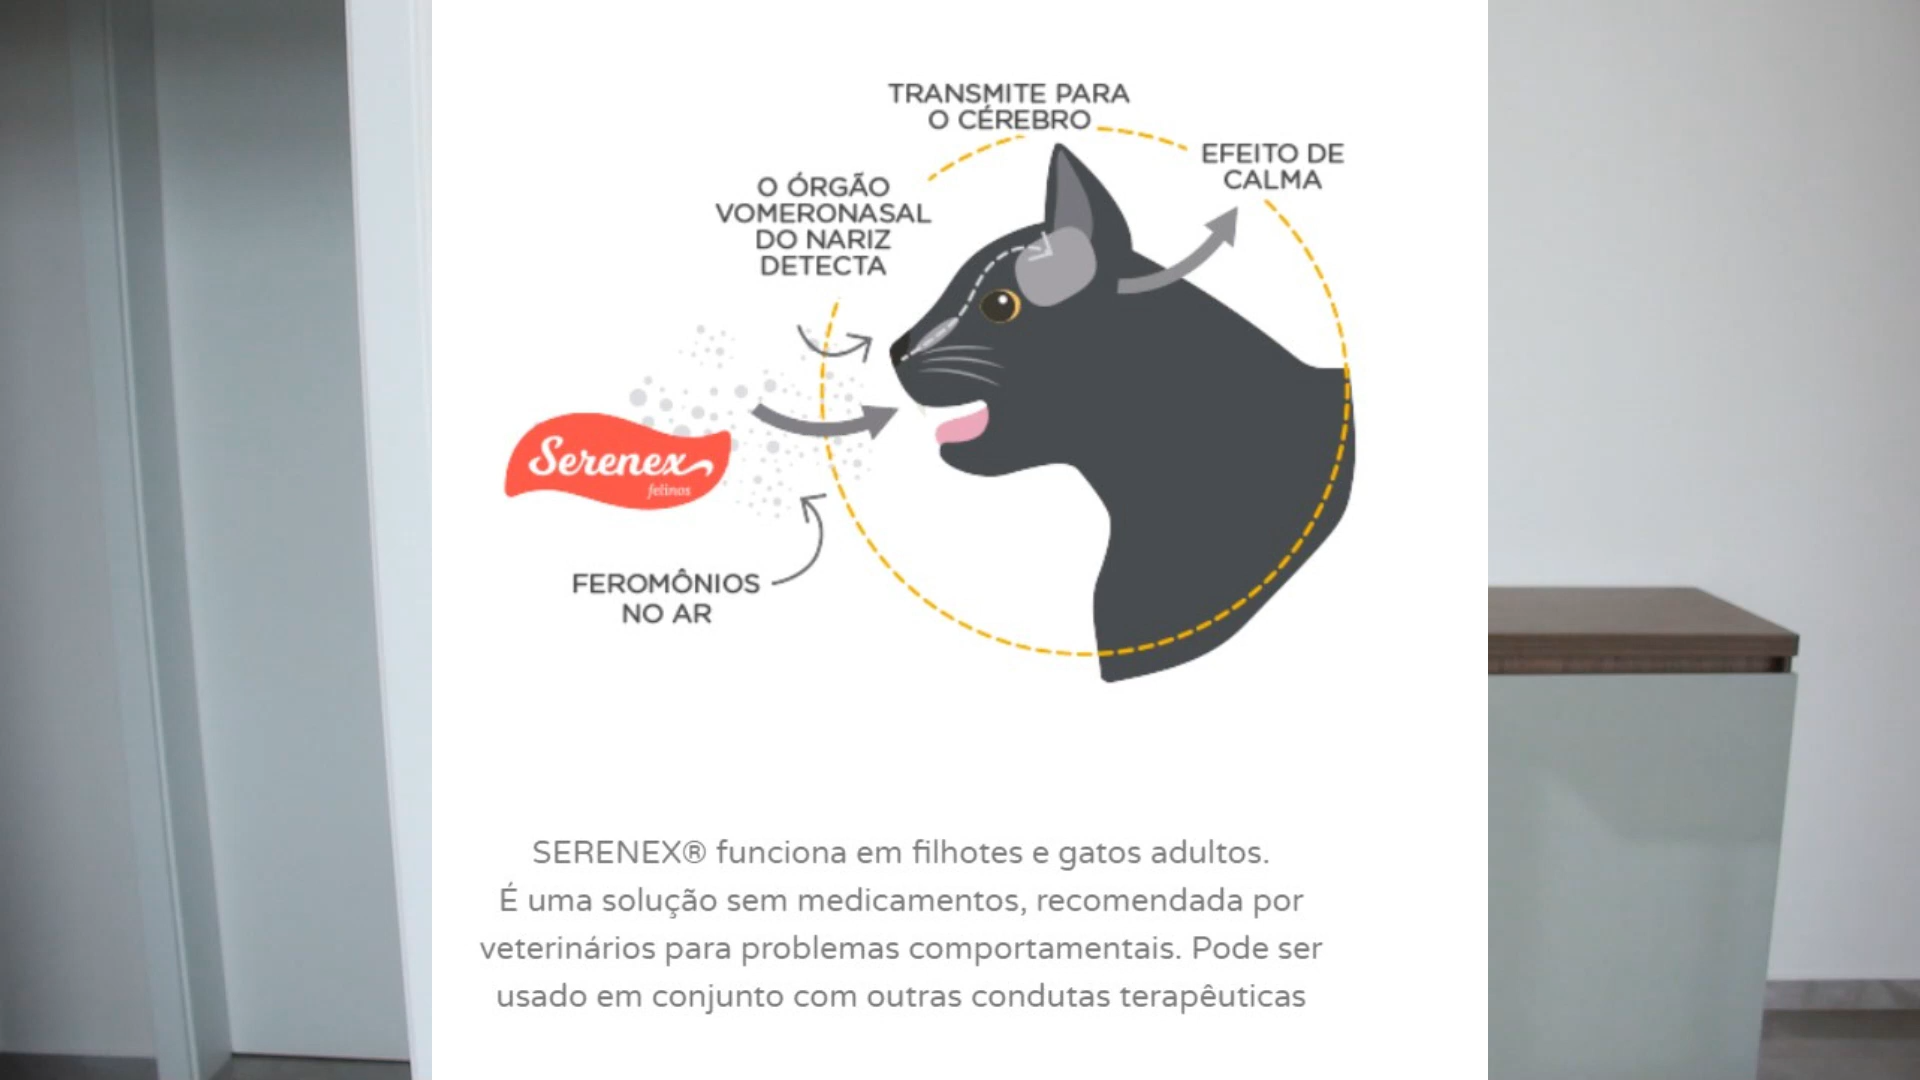 TRANSMITE PARA
O CÉREBRO
EFEITO DE
CALMA
O ÓRGÃO
VOMERONASAL
DO NARIZ
DETECTA
Serenex
felinos
FEROMÔNIOS
NO AR
SERENEX® funciona em filhotes e gatos adultos.
É uma solução sem medicamentos, recomendada por
veterinários para problemas comportamentais. Pode ser
usado em conjunto com outras condutas terapêuticas